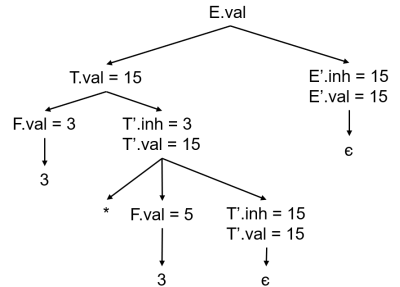 E.val
T.val = 15
E'.inh = 15
E'.val = 15
F.val = 3
T'.inh = 3
T'.val = 15
є
3
*
F.val = 5
T'.inh = 15
T'.val = 15
3
є